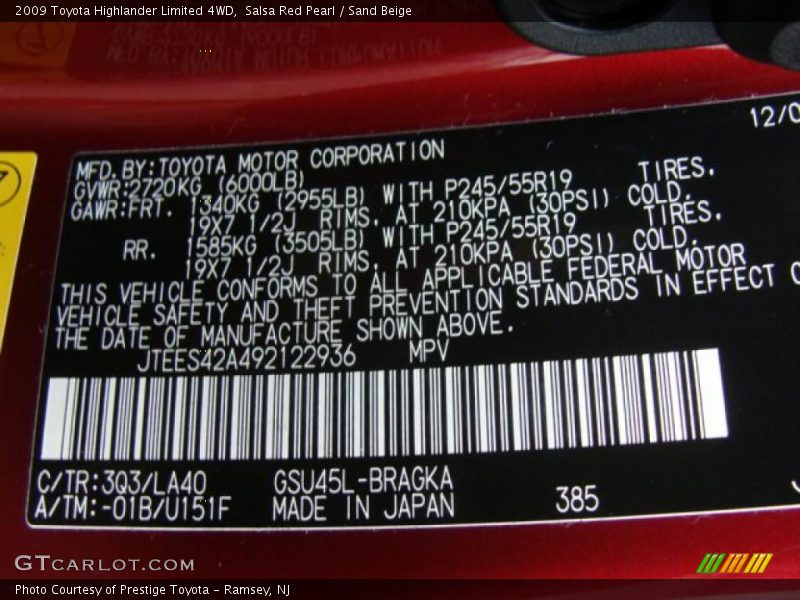 2009 Toyota Highlander Limited 4WD, Salsa Red Pearl / Sand Beige
12/0
MFD. BY: TOYOTA MOTOR CORPORATION
GVWR: 2720KG (6000LB)
GAWR: FRT. 1340KG (2955LB) WITH P245/55R19 TIRES,
19X7 1/2J RIMS, AT 210KPA (30PSI) COLD.
RR. 1585KG (3505LB) WITH P245/55R19 TIRES,
19X7 1/2J RIMS, AT 210KPA (30PSI) COLD.
THIS VEHICLE CONFORMS TO ALL APPLICABLE FEDERAL MOTOR
VEHICLE SAFETY AND THEFT PREVENTION STANDARDS IN EFFECT O
THE DATE OF MANUFACTURE SHOWN ABOVE.
JTEES42A492122936 MPV
C/TR: 3Q3/LA40 GSU45L-BRAGKA
A/TM: -01B/U151F MADE IN JAPAN 385
GTCARLOT.COM
Photo Courtesy of Prestige Toyota - Ramsey, NJ